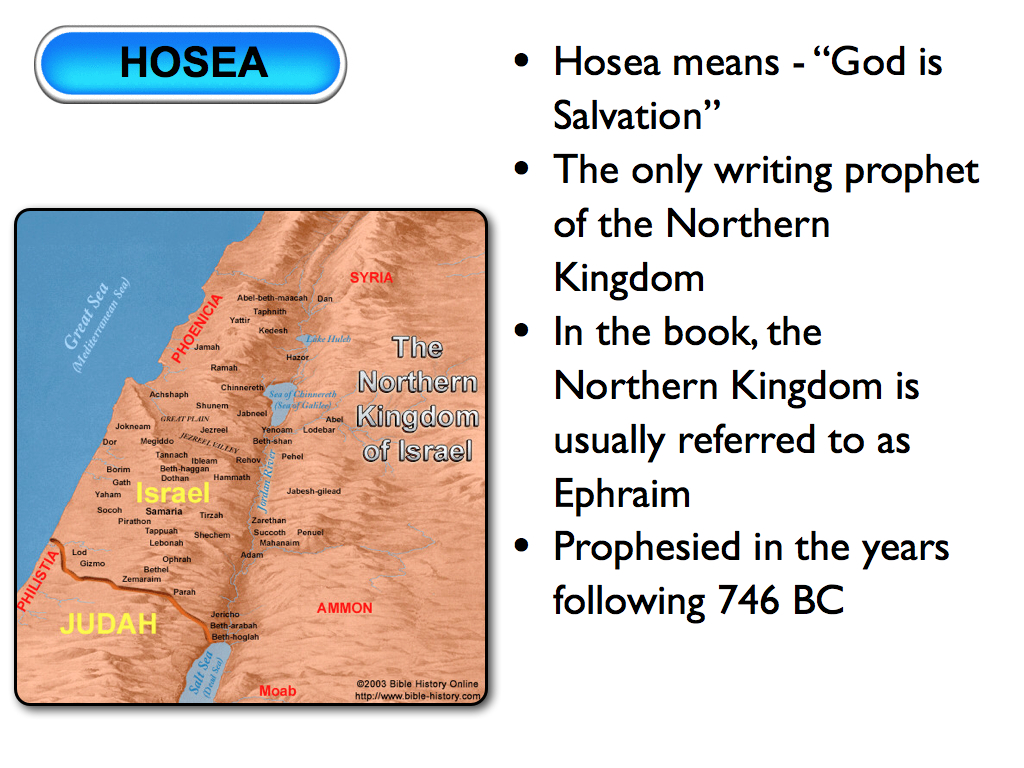 HOSEA
• Hosea means - “God is
Salvation”
• The only writing prophet
of the Northern
Kingdom
• In the book, the
Northern Kingdom is
usually referred to as
Ephraim
• Prophesied in the years
following 746 BC
Great Sea
(Mediterranean Sea)
PHOENICIA
SYRIA
Abel-beth-maacah
Dan
Taphnith
Yattir
Kedesh
Lake Huleh
Jamah
Hazor
Ramah
The
Northern
Kingdom
of Israel
Chinnereth
Achshaph
Sea of Chinnereth
(Sea of Galilee)
Shunem
Jabneel
GREAT PLAIN
Abel
Jokneam
Jezreel
Yenoam
Lodebar
Dor
Megiddo
JEZREEL VALLEY
Beth-shan
Tannach
Ibleam
Rehov
Pehel
Borim
Beth-haggan
Gath
Dothan
Hammath
Jordan River
Yaham
Israel
Jabesh-gilead
Socoh
Samaria
Tirzah
Pirathon
Zarethan
Tappuah
Shechem
Succoth
Penuel
Lebonah
Mahanaim
Lod
Adam
Gizmo
Ophrah
Bethel
Zemaraim
Parah
PHILISTIA
JUDAH
AMMON
Jericho
Beth-arabah
Beth-hoglah
Salt Sea
(Dead Sea)
Moab
©2003 Bible History Online
http://www.bible-history.com